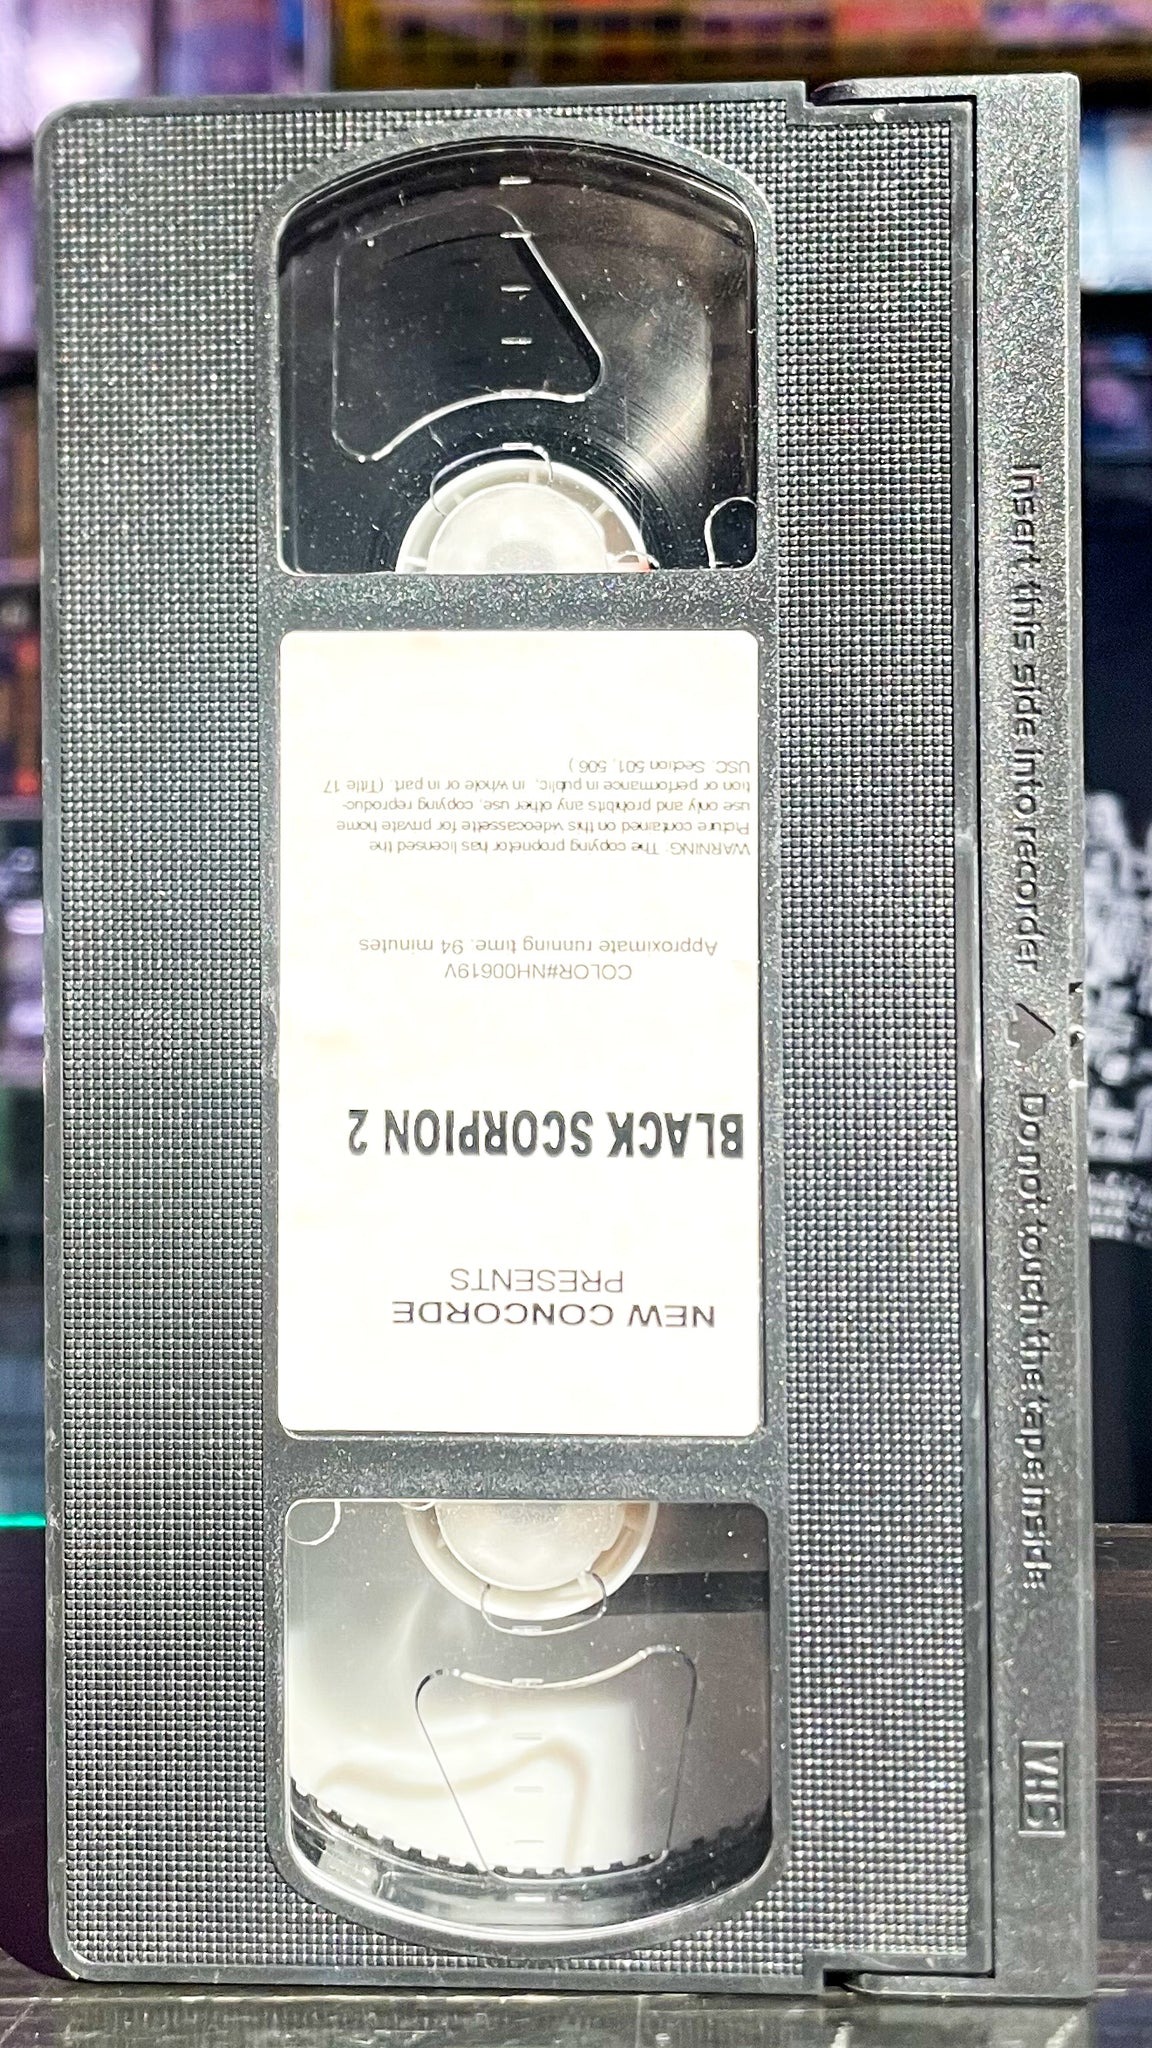 NEW CONCORDE
PRESENTS
BLACK SCORPION 2
COLOR#NH00619V
Approximate running time: 94 minutes
WARNING: The copying proprietor has licensed the
Picture contained on this videocassette for private home
use only and prohibits any other use, copying reproduc-
tion or performance in public, in whole or in part. (Title 17
USC Section 501, 506 )
Insert this side into recorder ▲ Do not touch the tape inside
VHS